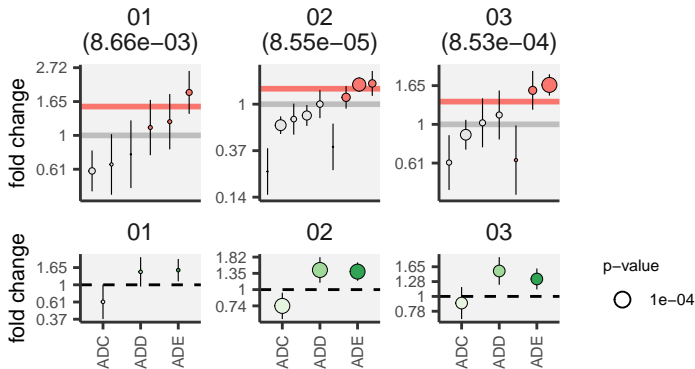 01
(8.66e−03)
02
(8.55e−05)
03
(8.53e−04)
fold change
2.72
1.65
1
0.61
1
0.37
0.14
1.65
1
0.61
01
02
03
fold change
1.65
1
0.61
0.37
1.82
1.35
1
0.74
1.65
1.28
1
0.78
ADC
ADD
ADE
ADC
ADD
ADE
ADC
ADD
ADE
p−value
1e−04